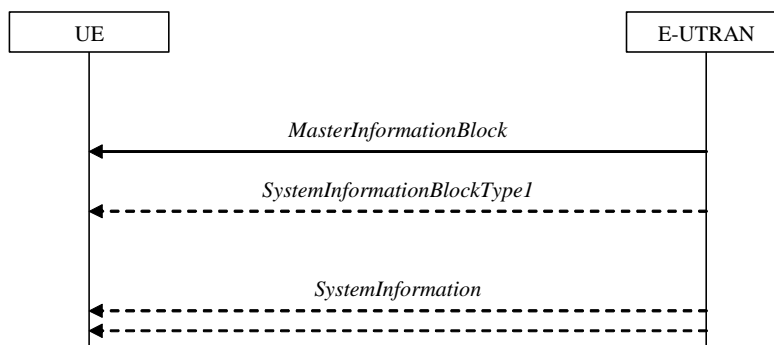 UE
E-UTRAN
MasterInformationBlock
SystemInformationBlockType1
SystemInformation